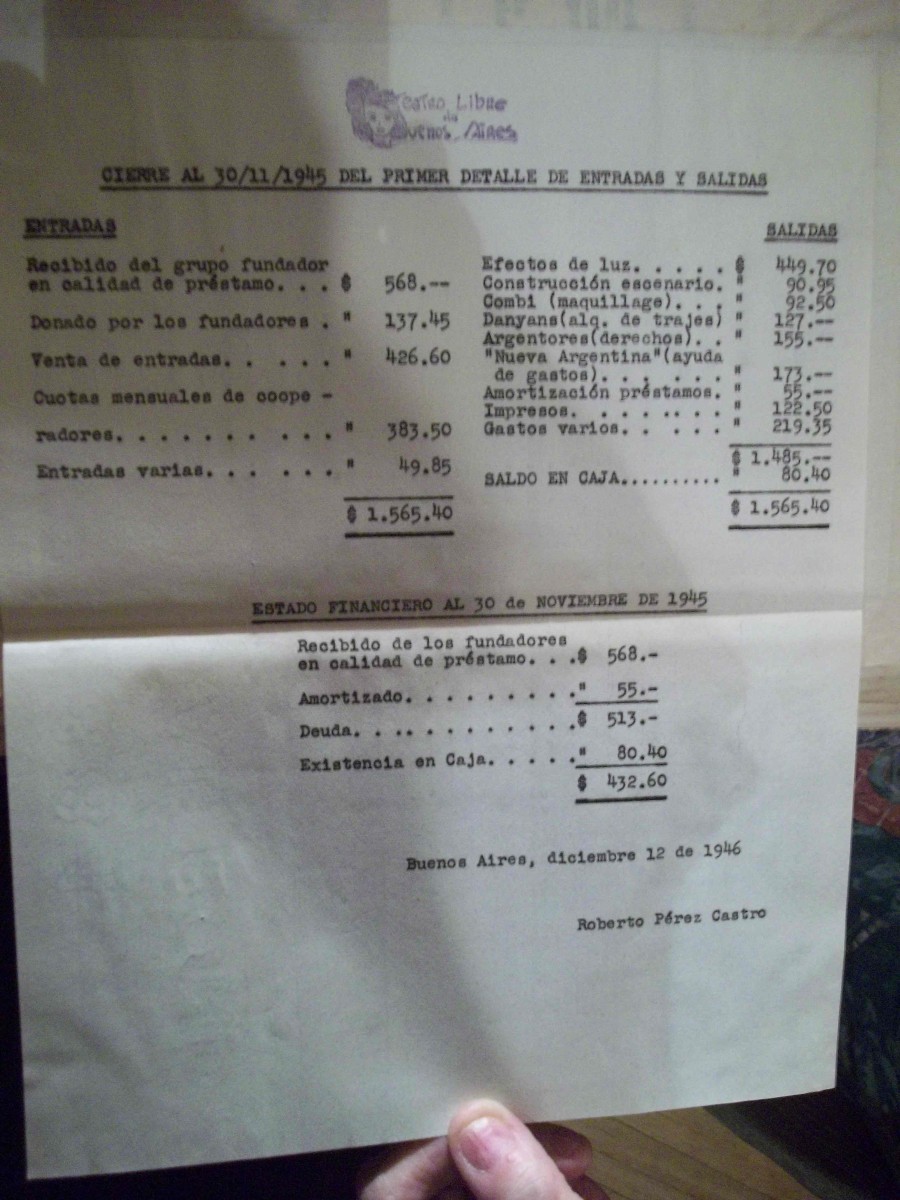 Teatro Libre
de
Buenos Aires
CIERRE AL 30/11/1945 DEL PRIMER DETALLE DE ENTRADAS Y SALIDAS
ENTRADAS
Recibido del grupo fundador
en calidad de préstamo. . . $ 568.--
Donado por los fundadores . " 137.45
Venta de entradas. . . . . " 426.60
Cuotas mensuales de coope -
radores. . . . . . . . . . " 383.50
Entradas varias. . . . . . " 49.85
$ 1.565.40
SALIDAS
Efectos de luz. . . . . $ 449.70
Construcción escenario. " 90.95
Combi (maquillage). . . " 92.50
Danyans(alq. de trajes) " 127.--
Argentores(derechos). . " 155.--
"Nueva Argentina"(ayuda
de gastos). . . . . . . " 173.--
Amortización préstamos. " 55.--
Impresos. . . . . . . . " 122.50
Gastos varios. . . . . " 219.35
$ 1.485.--
SALDO EN CAJA.......... " 80.40
$ 1.565.40
ESTADO FINANCIERO AL 30 de NOVIEMBRE DE 1945
Recibido de los fundadores
en calidad de préstamo. . .$ 568.-
Amortizado. . . . . . . . . ." 55.-
Deuda. . .. . . . . . . . . .$ 513.-
Existencia en Caja. . . . . ." 80.40
$ 432.60
Buenos Aires, diciembre 12 de 1946
Roberto Pérez Castro